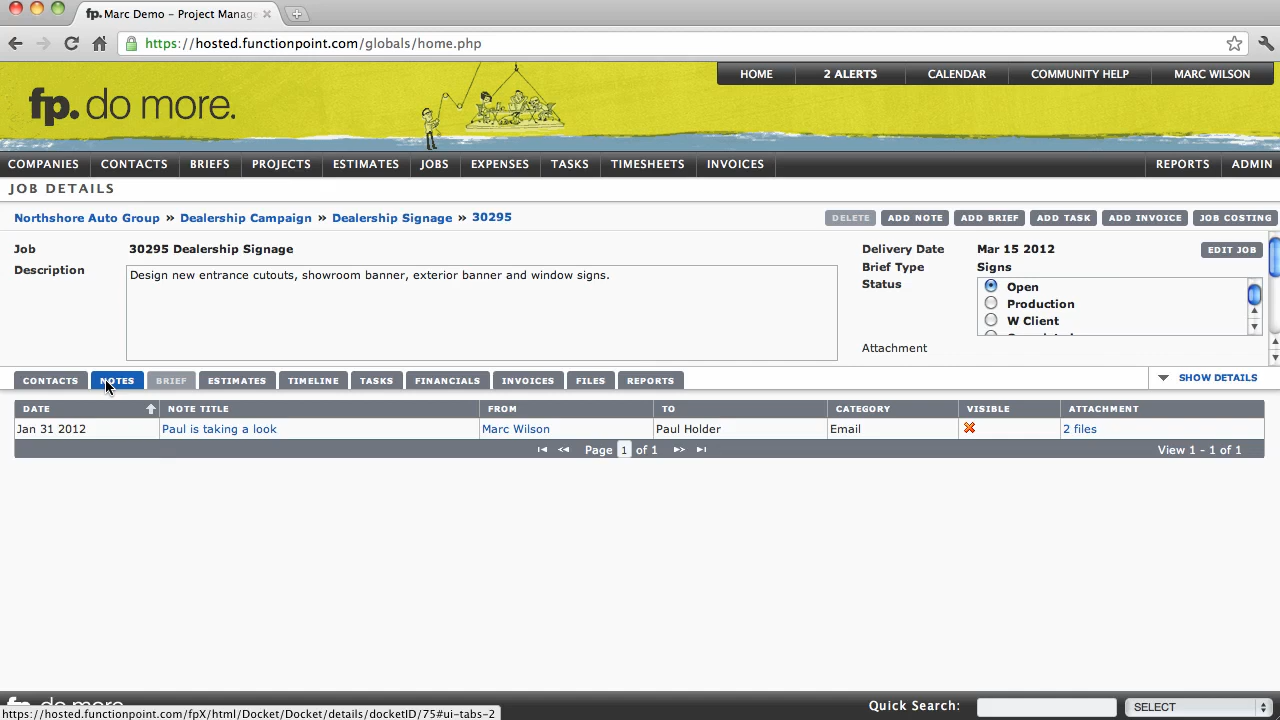 fp. Marc Demo – Project Manag
https://hosted.functionpoint.com/globals/home.php
HOME 2 ALERTS CALENDAR COMMUNITY HELP MARC WILSON
fp. do more.
COMPANIES CONTACTS BRIEFS PROJECTS ESTIMATES JOBS EXPENSES TASKS TIMESHEETS INVOICES REPORTS ADMIN
JOB DETAILS
Northshore Auto Group » Dealership Campaign » Dealership Signage » 30295 DELETE ADD NOTE ADD BRIEF ADD TASK ADD INVOICE JOB COSTING
Job 30295 Dealership Signage Delivery Date Mar 15 2012 EDIT JOB
Description Brief Type Signs
Design new entrance cutouts, showroom banner, exterior banner and window signs.
Status Open
Production
W Client
Attachment
CONTACTS NOTES BRIEF ESTIMATES TIMELINE TASKS FINANCIALS INVOICES FILES REPORTS SHOW DETAILS
DATE NOTE TITLE FROM TO CATEGORY VISIBLE ATTACHMENT
Jan 31 2012 Paul is taking a look Marc Wilson Paul Holder Email 2 files
Page 1 of 1 View 1 - 1 of 1
Quick Search: SELECT
https://hosted.functionpoint.com/fpX/html/Docket/Docket/details/docketID/75#ui-tabs-2